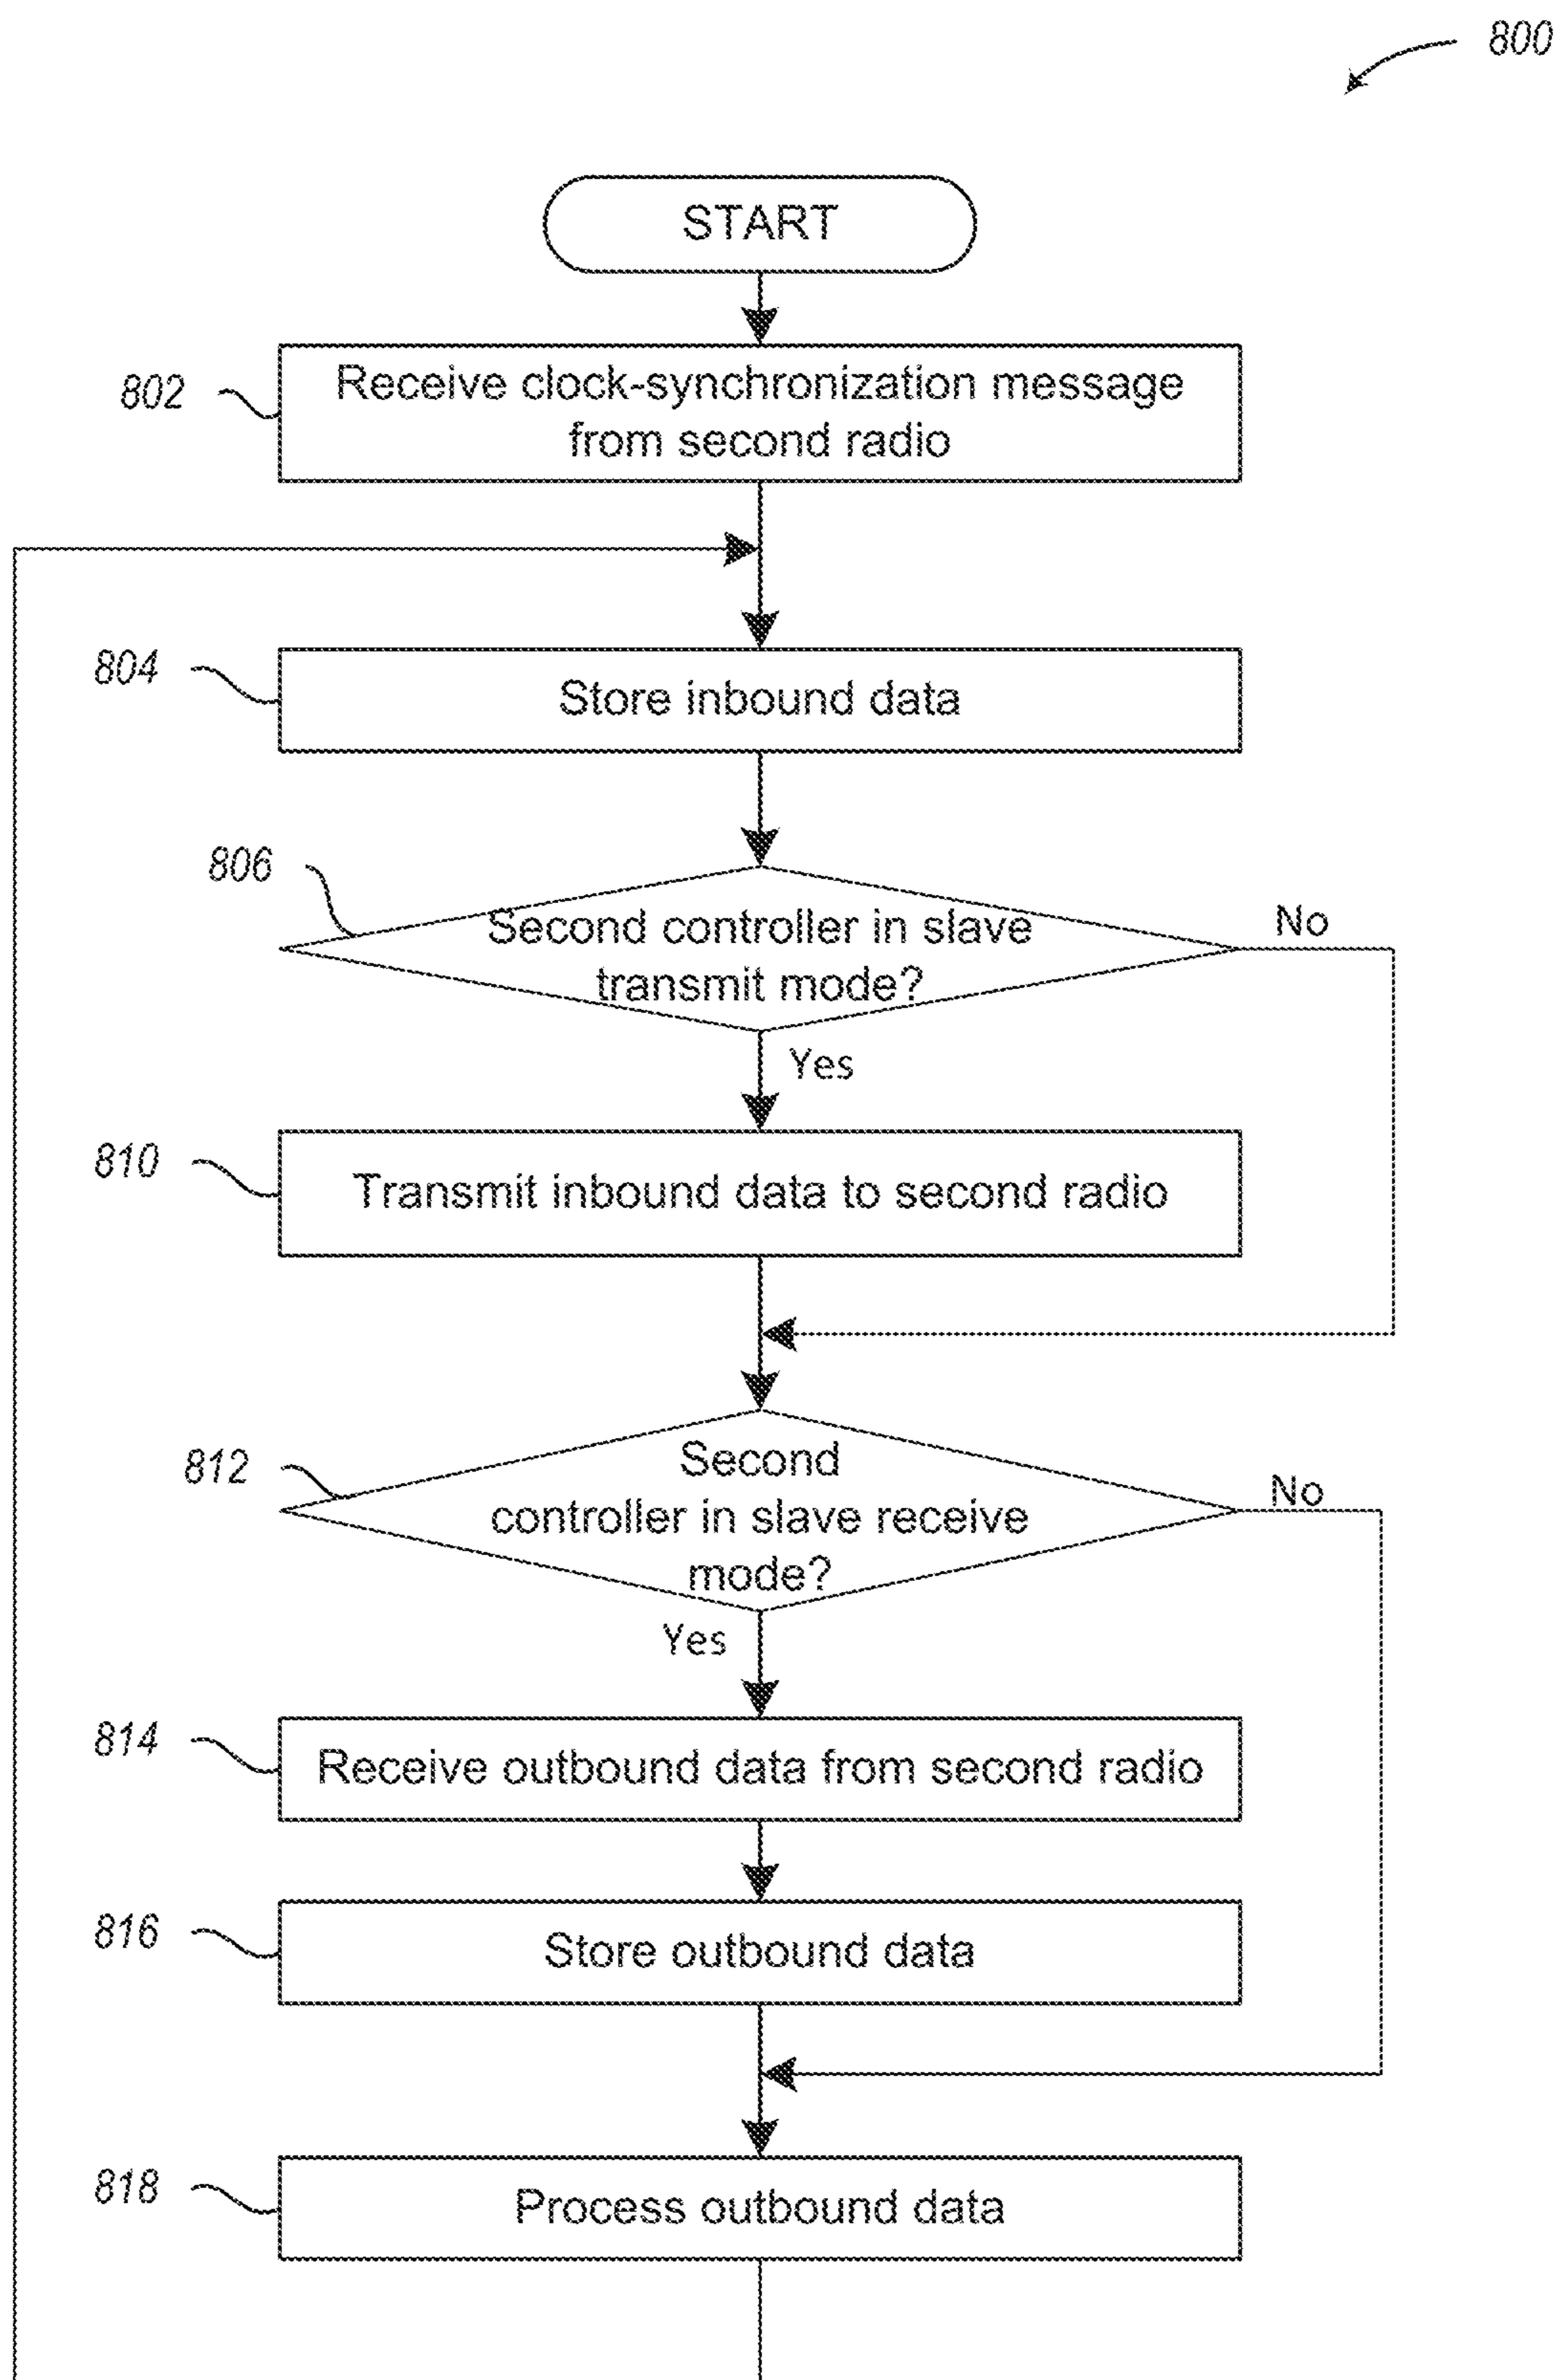 800
START
802
Receive clock-synchronization message
from second radio
804
Store inbound data
806
Second controller in slave
transmit mode?
No
Yes
810
Transmit inbound data to second radio
812
Second
controller in slave receive
mode?
No
Yes
814
Receive outbound data from second radio
816
Store outbound data
818
Process outbound data